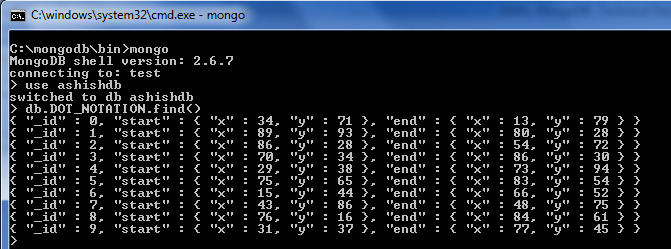 C:\windows\system32\cmd.exe - mongo
C:\mongodb\bin>mongo
MongoDB shell version: 2.6.7
connecting to: test
> use ashishdb
switched to db ashishdb
> db.DOT_NOTATION.find()
{ "_id" : 0, "start" : { "x" : 34, "y" : 71 }, "end" : { "x" : 13, "y" : 79 } }
{ "_id" : 1, "start" : { "x" : 89, "y" : 93 }, "end" : { "x" : 80, "y" : 28 } }
{ "_id" : 2, "start" : { "x" : 86, "y" : 28 }, "end" : { "x" : 54, "y" : 72 } }
{ "_id" : 3, "start" : { "x" : 70, "y" : 34 }, "end" : { "x" : 86, "y" : 30 } }
{ "_id" : 4, "start" : { "x" : 29, "y" : 38 }, "end" : { "x" : 73, "y" : 94 } }
{ "_id" : 5, "start" : { "x" : 75, "y" : 65 }, "end" : { "x" : 83, "y" : 54 } }
{ "_id" : 6, "start" : { "x" : 15, "y" : 44 }, "end" : { "x" : 66, "y" : 52 } }
{ "_id" : 7, "start" : { "x" : 43, "y" : 86 }, "end" : { "x" : 48, "y" : 75 } }
{ "_id" : 8, "start" : { "x" : 76, "y" : 16 }, "end" : { "x" : 84, "y" : 61 } }
{ "_id" : 9, "start" : { "x" : 31, "y" : 37 }, "end" : { "x" : 77, "y" : 45 } }
>